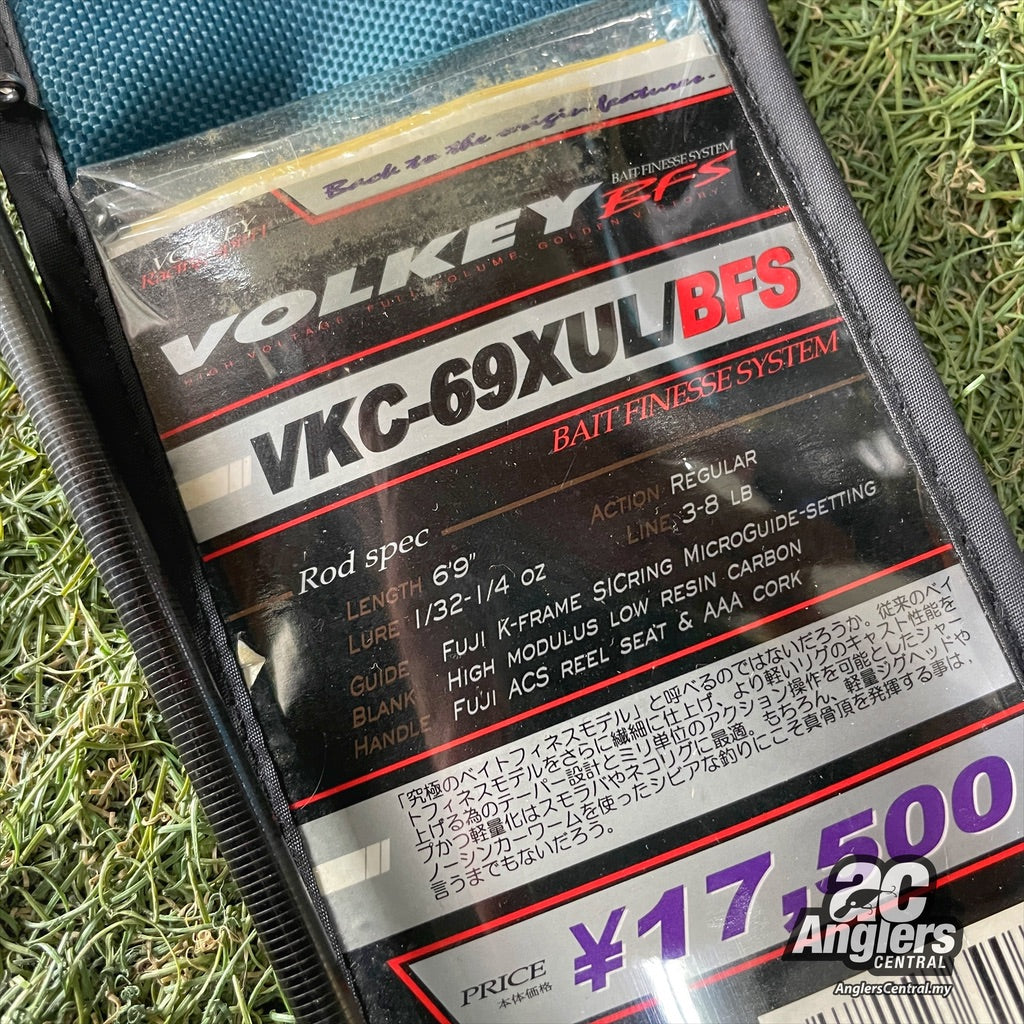 Back to the origin features.
VOLKEY
Racing Spirit
BAIT FINESSE SYSTEM
VOLKEY BFS
HIGH VOLTAGE FULL VOLUME GOLDEN VICTORY
VKC-69XUL/BFS
BAIT FINESSE SYSTEM
Rod spec
LENGTH 6'9" ACTION REGULAR
LURE 1/32-1/4 OZ LINE 3-8 LB
GUIDE FUJI K-FRAME SICRING MICROGUIDE-SETTING
BLANK HIGH MODULUS LOW RESIN CARBON
HANDLE FUJI ACS REEL SEAT & AAA CORK
「究極のベイトフィネスモデル」と呼べるのではないだろうか。従来のベイ
トフィネスモデルをさらに繊細に仕上げ、より軽いリグのキャスト性能を
上げる為のテーパー設計とミリ単位のアクション操作を可能としたシャー
プかつ軽量化はスモラバやネコリグに最適。もちろん、軽量ジグヘッドや
ノーシンカーワームを使ったシビアな釣りにこそ真骨頂を発揮する事は、
言うまでもないだろう。
PRICE ¥17,500
本体価格
ac
Anglers
CENTRAL
AnglersCentral.my